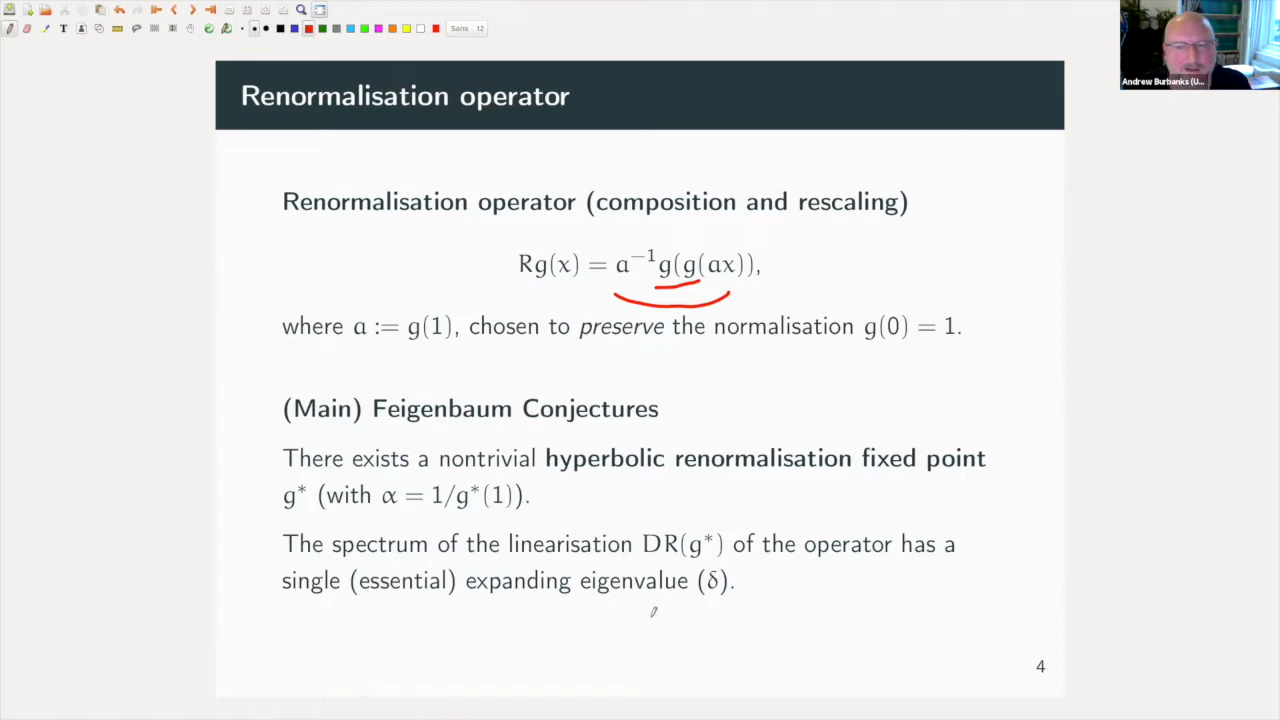 Sans 12
Andrew Burbanks (U...
Renormalisation operator
Renormalisation operator (composition and rescaling)
Rg(x) = a⁻¹g(g(ax)),
where a := g(1), chosen to preserve the normalisation g(0) = 1.
(Main) Feigenbaum Conjectures
There exists a nontrivial hyperbolic renormalisation fixed point
g* (with α = 1/g*(1)).
The spectrum of the linearisation DR(g*) of the operator has a
single (essential) expanding eigenvalue (δ).
4